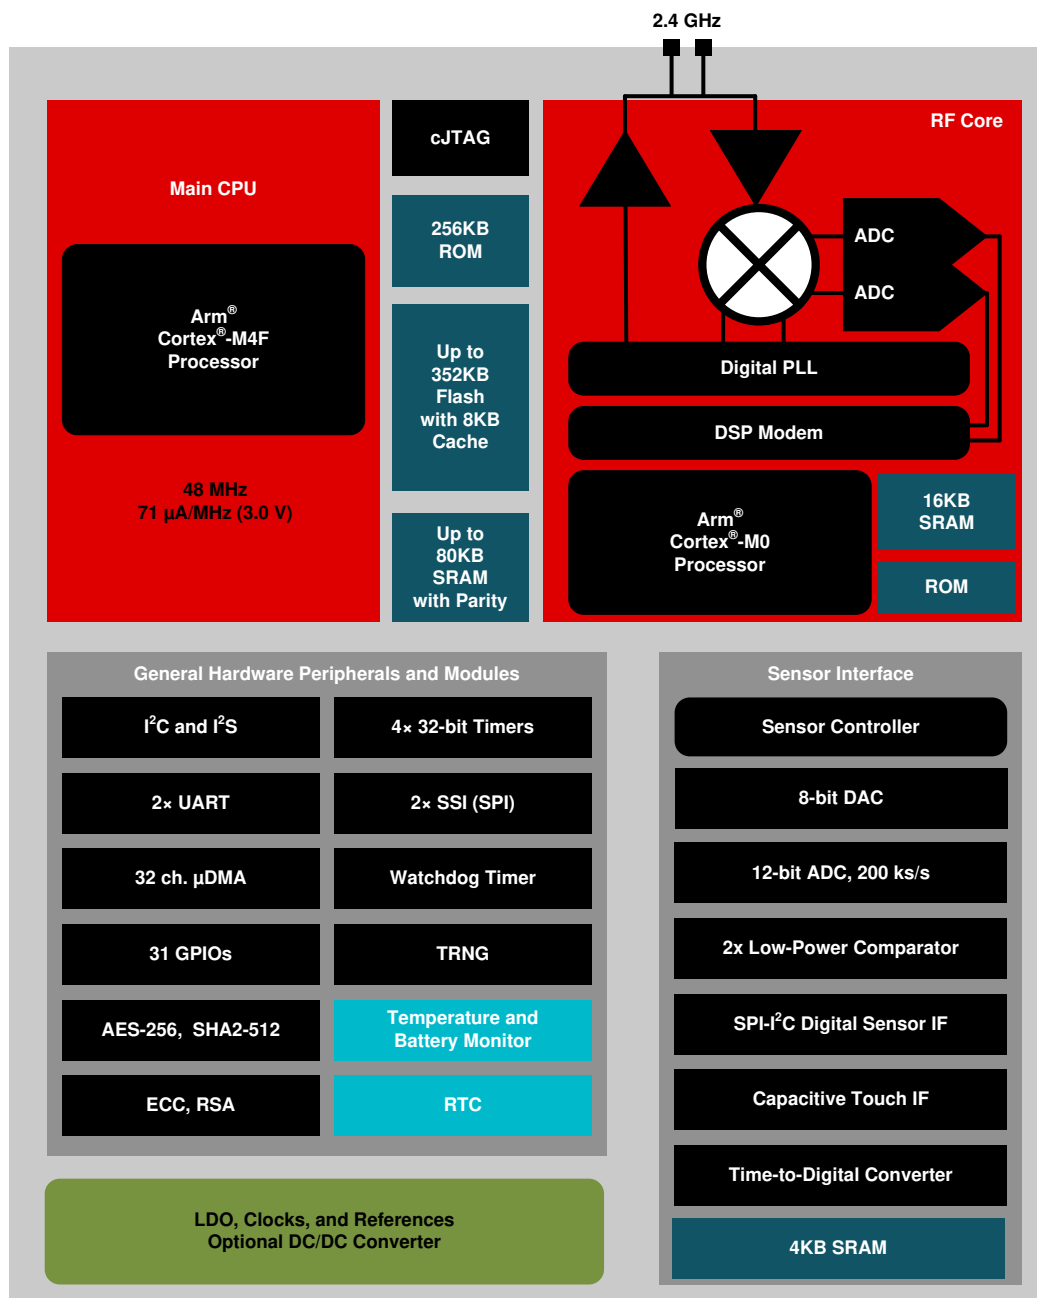 2.4 GHz
Main CPU
Arm®
Cortex®-M4F
Processor
48 MHz
71 µA/MHz (3.0 V)
cJTAG
256KB
ROM
Up to
352KB
Flash
with 8KB
Cache
Up to
80KB
SRAM
with Parity
RF Core
ADC
ADC
Digital PLL
DSP Modem
Arm®
Cortex®-M0
Processor
16KB
SRAM
ROM
General Hardware Peripherals and Modules
I²C and I²S
4× 32-bit Timers
2× UART
2× SSI (SPI)
32 ch. µDMA
Watchdog Timer
31 GPIOs
TRNG
AES-256, SHA2-512
Temperature and
Battery Monitor
ECC, RSA
RTC
LDO, Clocks, and References
Optional DC/DC Converter
Sensor Interface
Sensor Controller
8-bit DAC
12-bit ADC, 200 ks/s
2x Low-Power Comparator
SPI-I²C Digital Sensor IF
Capacitive Touch IF
Time-to-Digital Converter
4KB SRAM